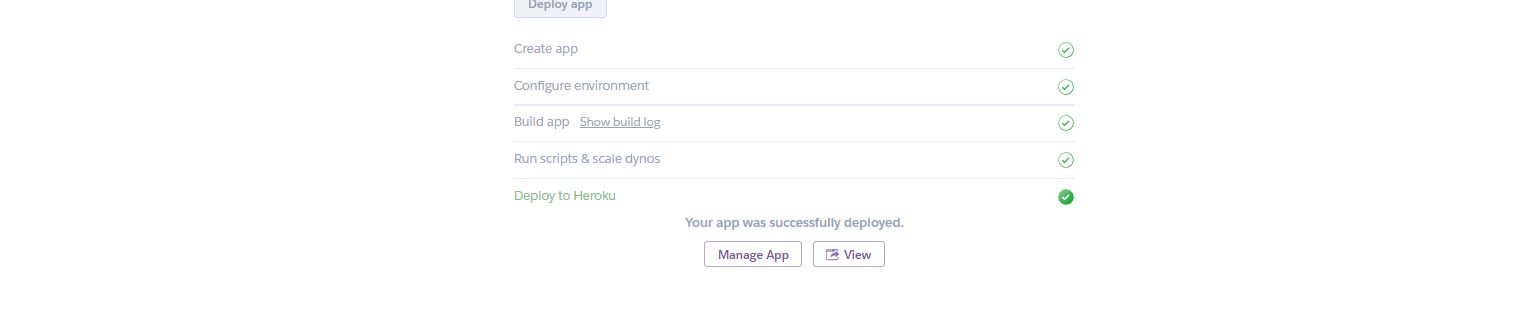 Deploy app
Create app
Configure environment
Build app Show build log
Run scripts & scale dynos
Deploy to Heroku
Your app was successfully deployed.
Manage App View